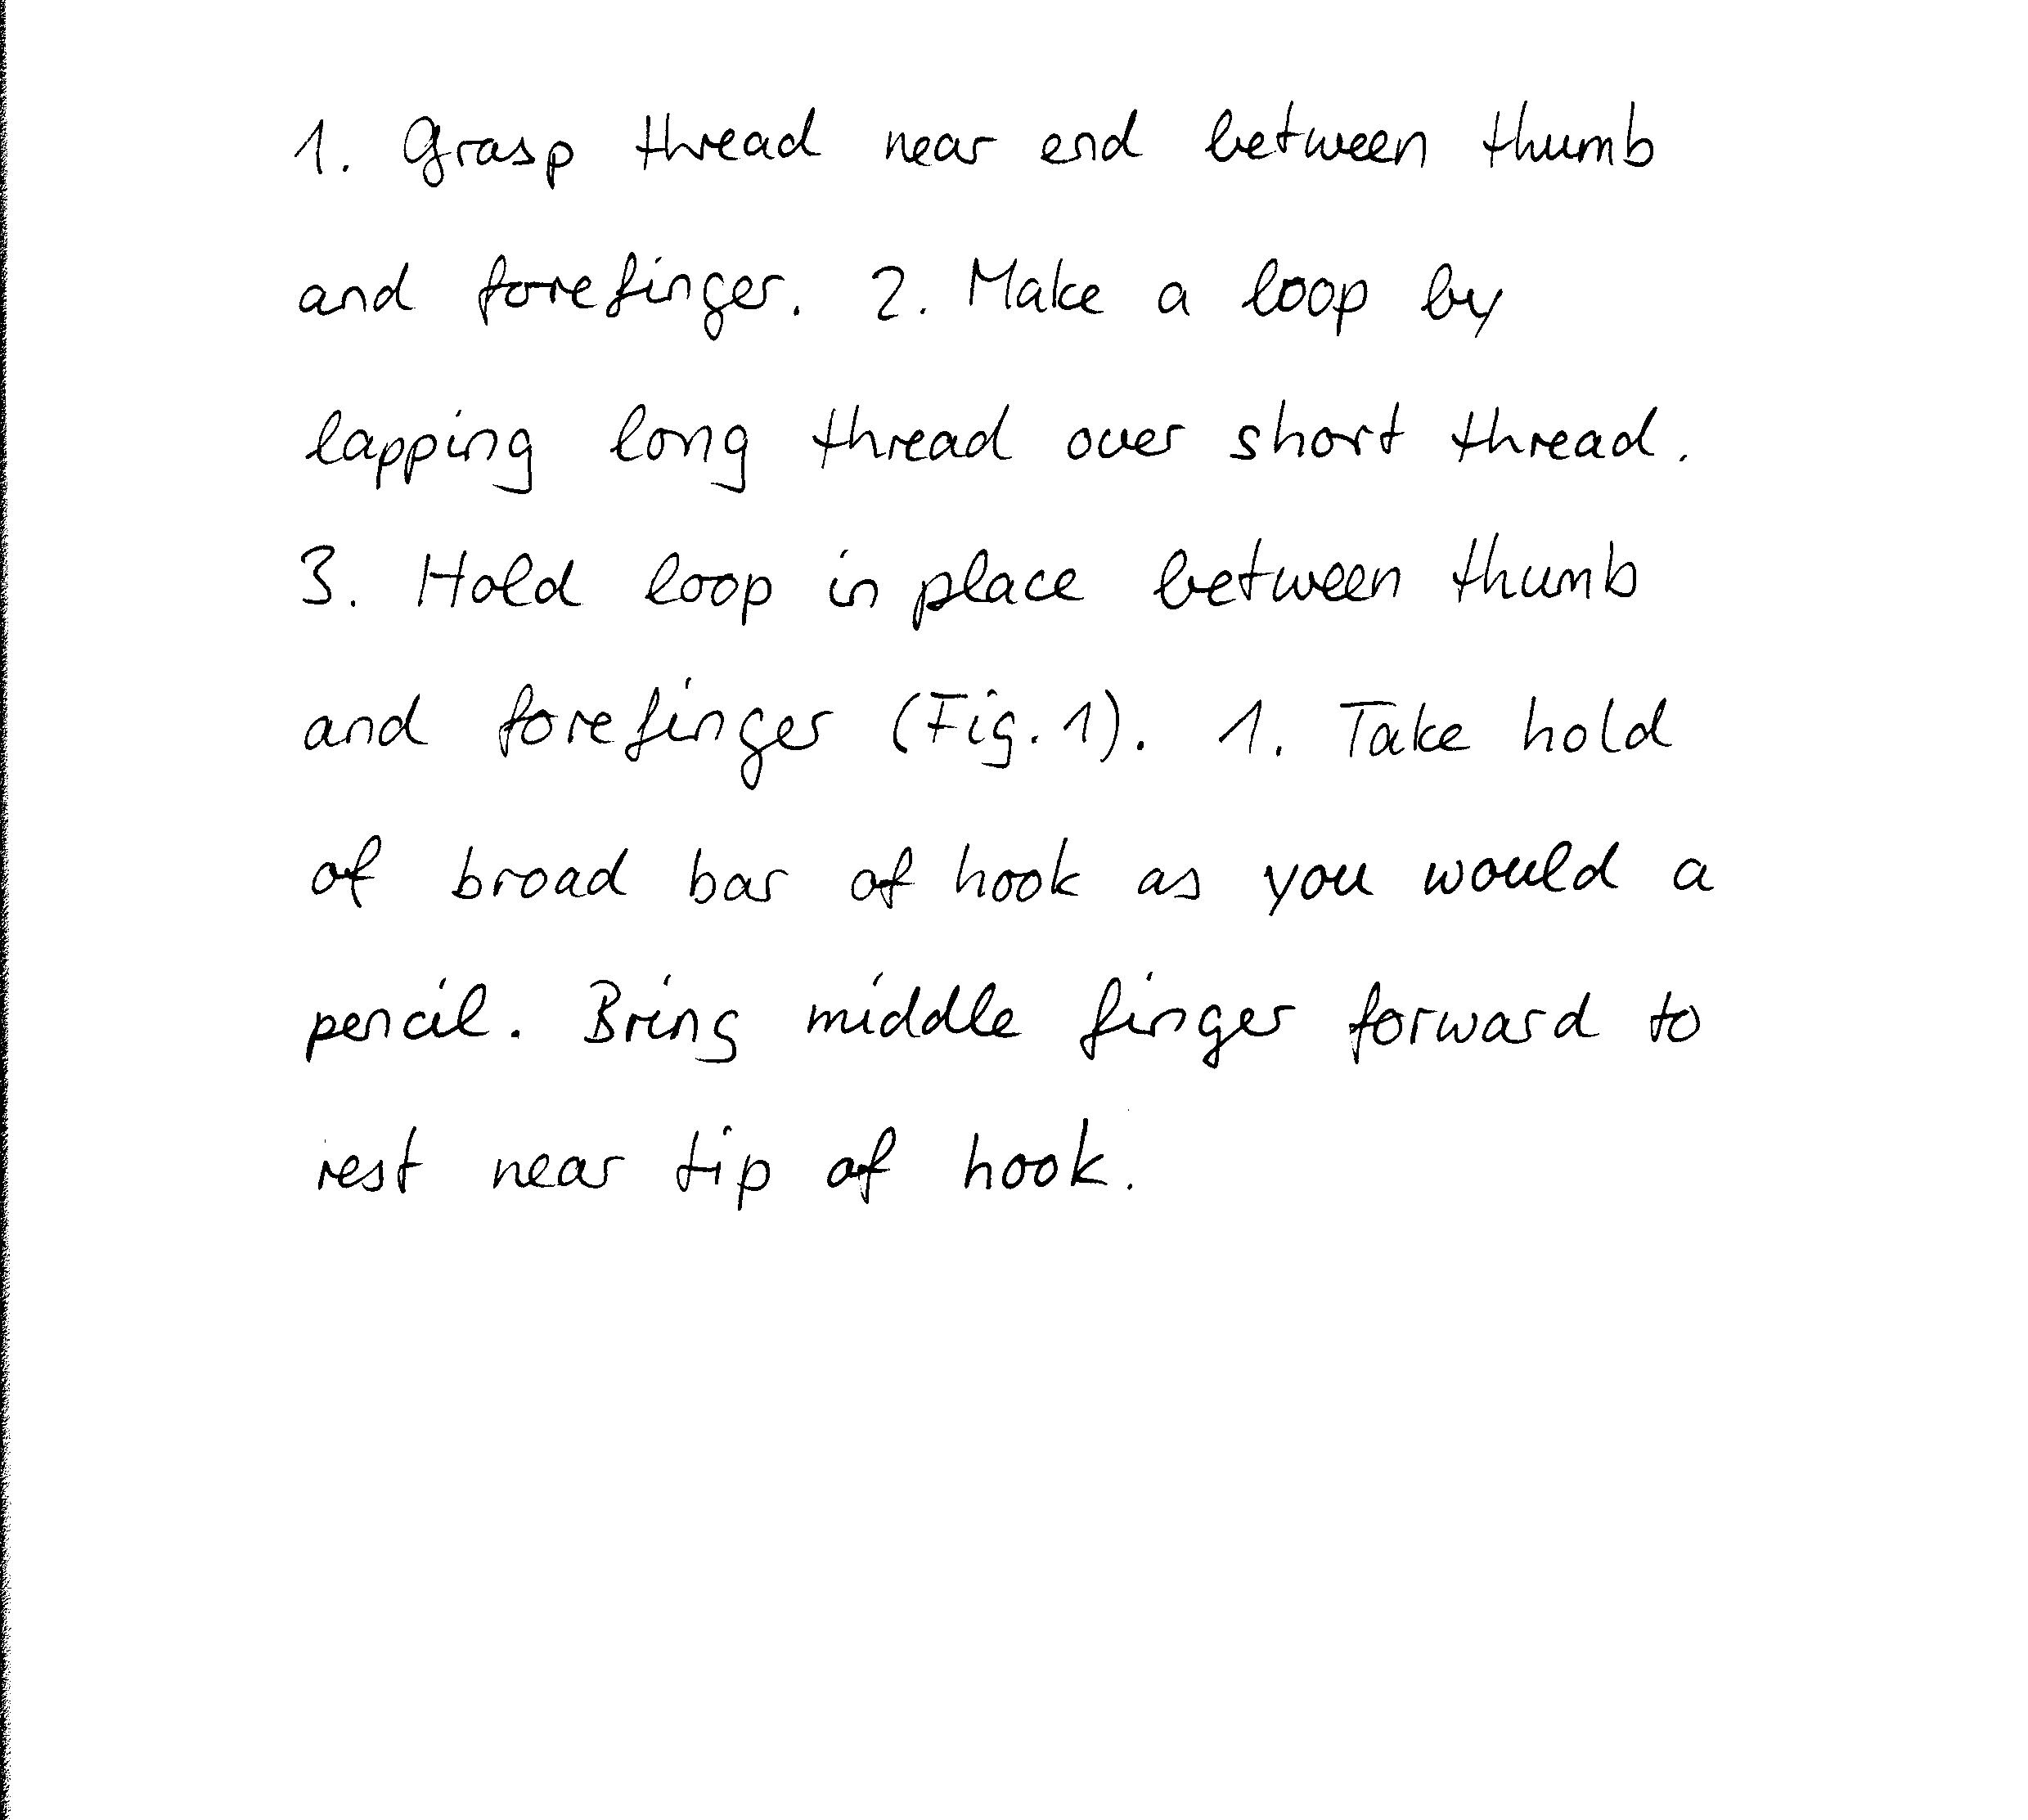 1. Grasp thread near end between thumb
and forefinger. 2. Make a loop by
lapping long thread over short thread.
3. Hold loop in place between thumb
and forefinger (Fig. 1). 1. Take hold
of broad bar of hook as you would a
pencil. Bring middle finger forward to
rest near tip of hook.